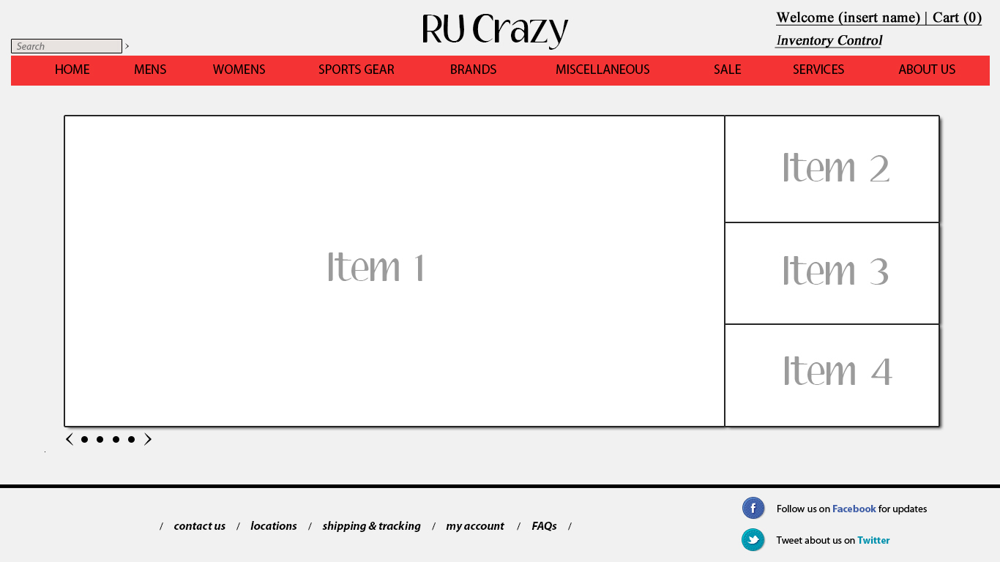 RU Crazy
Welcome (insert name) | Cart (0)
Inventory Control
Search >
HOME MENS WOMENS SPORTS GEAR BRANDS MISCELLANEOUS SALE SERVICES ABOUT US
Item 1
Item 2
Item 3
Item 4
/ contact us / locations / shipping & tracking / my account / FAQs /
f Follow us on Facebook for updates
Tweet about us on Twitter